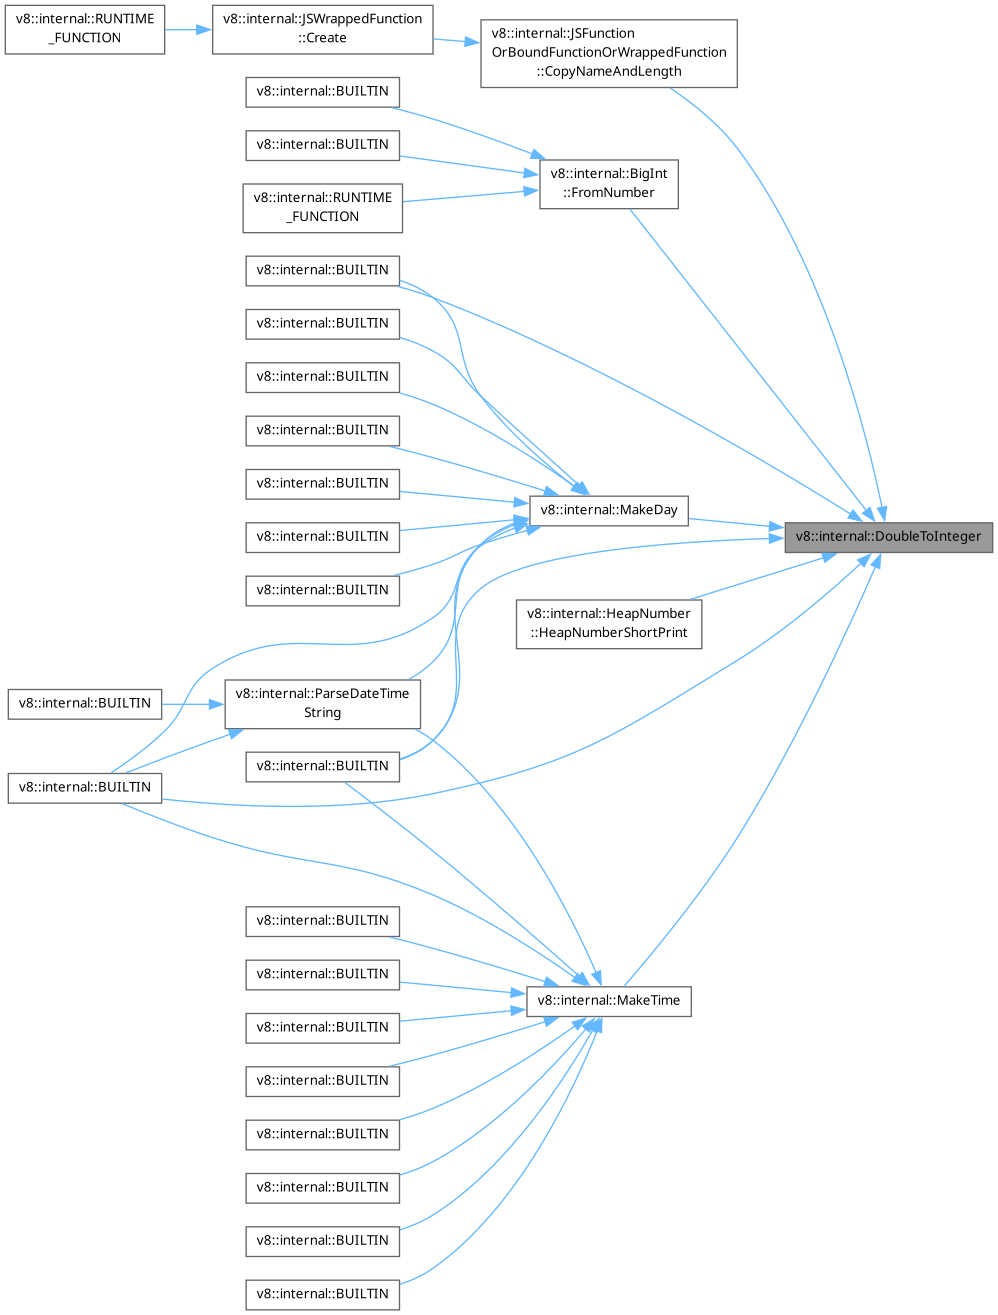 v8::internal::RUNTIME
_FUNCTION
v8::internal::JSWrappedFunction
::Create
v8::internal::JSFunction
OrBoundFunctionOrWrappedFunction
::CopyNameAndLength
v8::internal::BUILTIN
v8::internal::BUILTIN
v8::internal::BigInt
::FromNumber
v8::internal::RUNTIME
_FUNCTION
v8::internal::BUILTIN
v8::internal::BUILTIN
v8::internal::BUILTIN
v8::internal::BUILTIN
v8::internal::BUILTIN
v8::internal::MakeDay
v8::internal::BUILTIN
v8::internal::DoubleToInteger
v8::internal::BUILTIN
v8::internal::HeapNumber
::HeapNumberShortPrint
v8::internal::BUILTIN
v8::internal::ParseDateTime
String
v8::internal::BUILTIN
v8::internal::BUILTIN
v8::internal::BUILTIN
v8::internal::BUILTIN
v8::internal::MakeTime
v8::internal::BUILTIN
v8::internal::BUILTIN
v8::internal::BUILTIN
v8::internal::BUILTIN
v8::internal::BUILTIN
v8::internal::BUILTIN